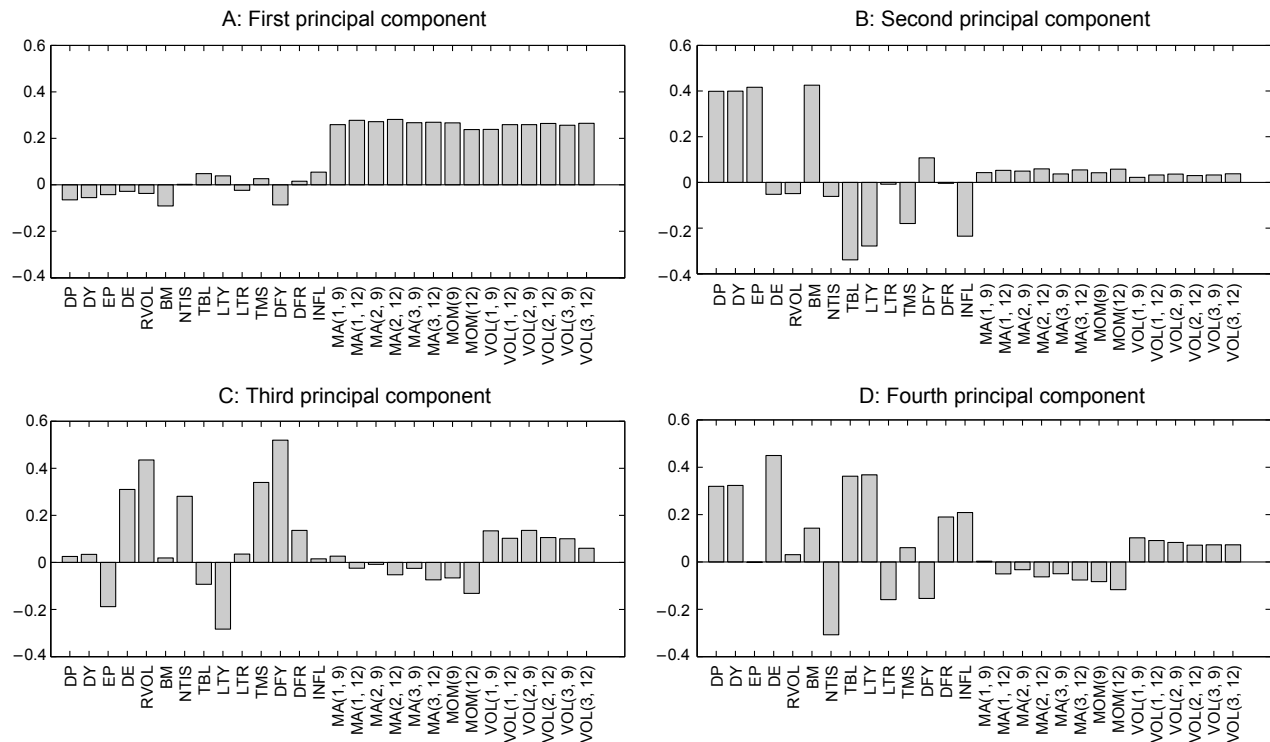 A: First principal component
0.6
0.4
0.2
0
−0.2
−0.4
DP
DY
EP
DE
RVOL
BM
NTIS
TBL
LTY
LTR
TMS
DFY
DFR
INFL
MA(1, 9)
MA(1, 12)
MA(2, 9)
MA(2, 12)
MA(3, 9)
MA(3, 12)
MOM(9)
MOM(12)
VOL(1, 9)
VOL(1, 12)
VOL(2, 9)
VOL(2, 12)
VOL(3, 9)
VOL(3, 12)
B: Second principal component
0.6
0.4
0.2
0
−0.2
−0.4
DP
DY
EP
DE
RVOL
BM
NTIS
TBL
LTY
LTR
TMS
DFY
DFR
INFL
MA(1, 9)
MA(1, 12)
MA(2, 9)
MA(2, 12)
MA(3, 9)
MA(3, 12)
MOM(9)
MOM(12)
VOL(1, 9)
VOL(1, 12)
VOL(2, 9)
VOL(2, 12)
VOL(3, 9)
VOL(3, 12)
C: Third principal component
0.6
0.4
0.2
0
−0.2
−0.4
DP
DY
EP
DE
RVOL
BM
NTIS
TBL
LTY
LTR
TMS
DFY
DFR
INFL
MA(1, 9)
MA(1, 12)
MA(2, 9)
MA(2, 12)
MA(3, 9)
MA(3, 12)
MOM(9)
MOM(12)
VOL(1, 9)
VOL(1, 12)
VOL(2, 9)
VOL(2, 12)
VOL(3, 9)
VOL(3, 12)
D: Fourth principal component
0.6
0.4
0.2
0
−0.2
−0.4
DP
DY
EP
DE
RVOL
BM
NTIS
TBL
LTY
LTR
TMS
DFY
DFR
INFL
MA(1, 9)
MA(1, 12)
MA(2, 9)
MA(2, 12)
MA(3, 9)
MA(3, 12)
MOM(9)
MOM(12)
VOL(1, 9)
VOL(1, 12)
VOL(2, 9)
VOL(2, 12)
VOL(3, 9)
VOL(3, 12)